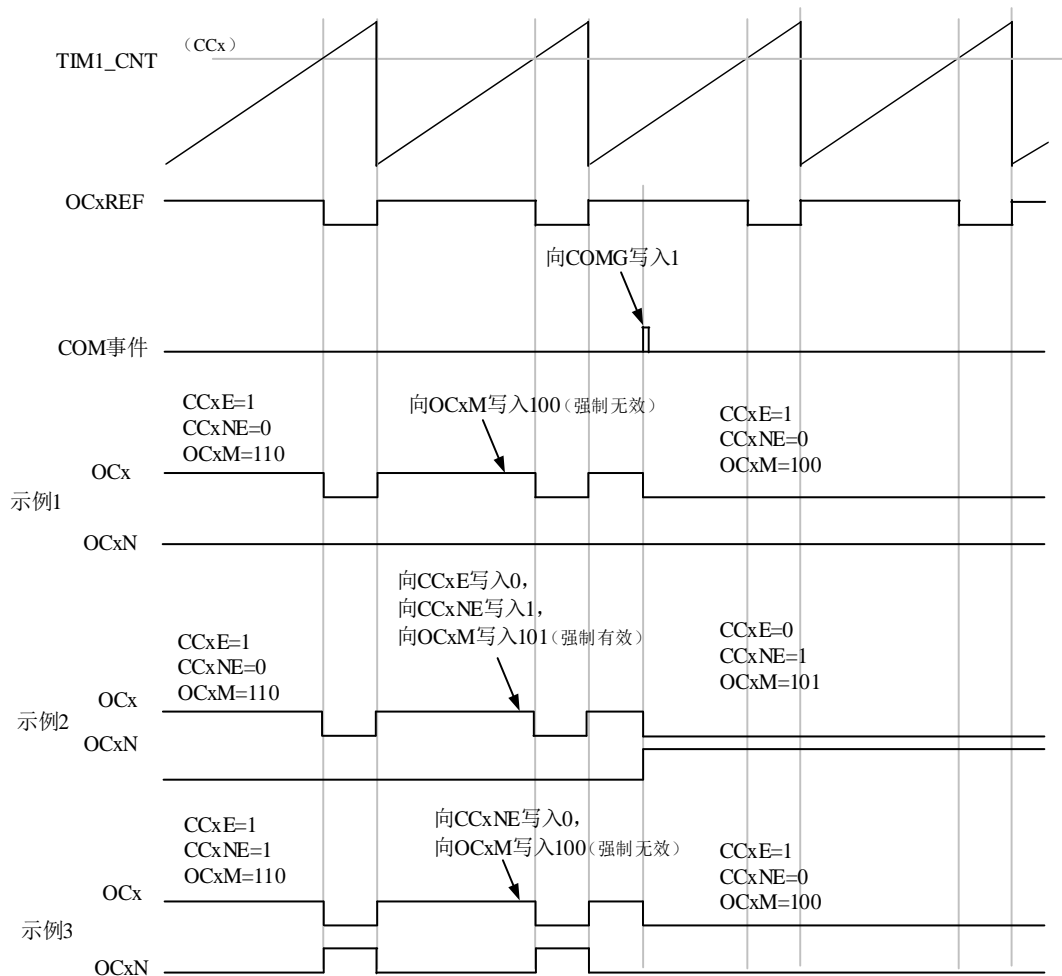 (CCx)
TIM1_CNT
OCxREF
向COMG写入1
COM事件
CCxE=1
CCxNE=0
OCxM=110
向OCxM写入100(强制无效)
CCxE=1
CCxNE=0
OCxM=100
OCx
示例1
OCxN
向CCxE写入0,
向CCxNE写入1,
向OCxM写入101(强制有效)
CCxE=1
CCxNE=0
OCxM=110
CCxE=0
CCxNE=1
OCxM=101
OCx
示例2
OCxN
CCxE=1
CCxNE=1
OCxM=110
向CCxNE写入0,
向OCxM写入100(强制无效)
CCxE=1
CCxNE=0
OCxM=100
OCx
示例3
OCxN